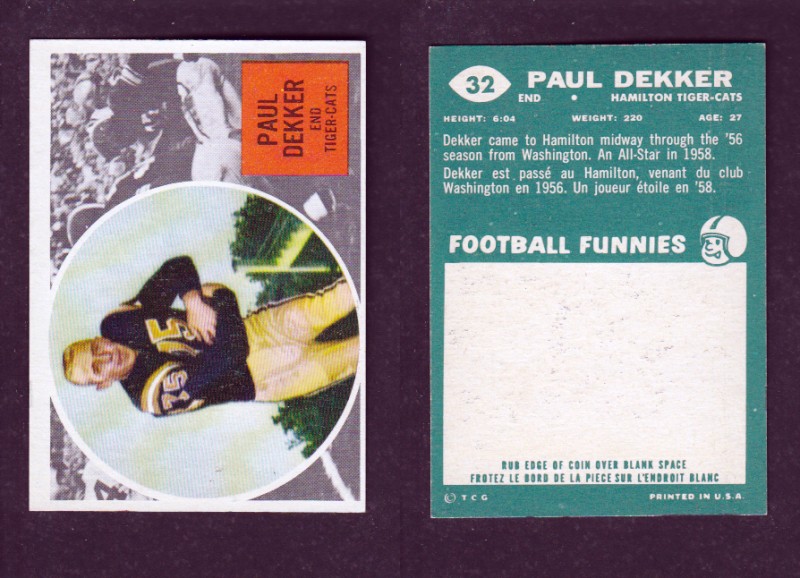 PAUL
DEKKER
END
TIGER-CATS
75
75
32 PAUL DEKKER
END • HAMILTON TIGER-CATS
HEIGHT: 6:04 WEIGHT: 220 AGE: 27
Dekker came to Hamilton midway through the '56
season from Washington. An All-Star in 1958.
Dekker est passé au Hamilton, venant du club
Washington en 1956. Un joueur étoile en '58.
FOOTBALL FUNNIES
RUB EDGE OF COIN OVER BLANK SPACE
FROTEZ LE BORD DE LA PIECE SUR L'ENDROIT BLANC
© T C G PRINTED IN U.S.A.